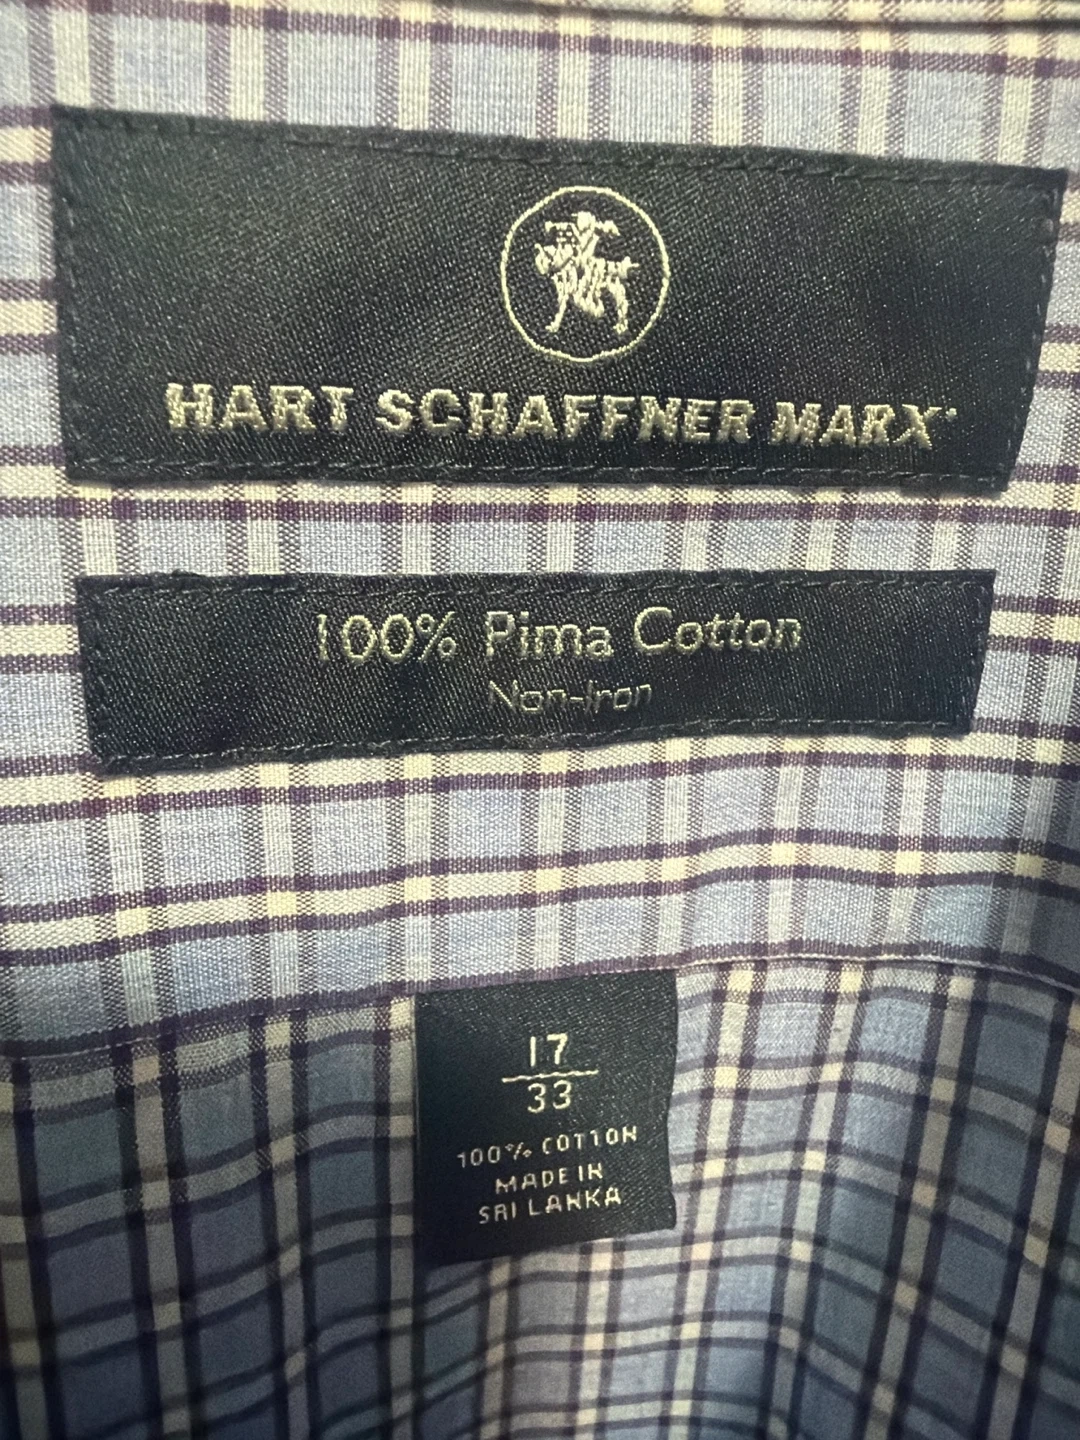 HART SCHAFFNER MARX
100% Pima Cotton
Non-Iron
17
33
100% COTTON
MADE IN
SRI LANKA